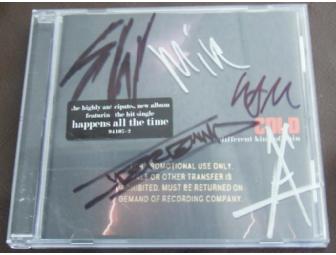 the highly anticipated, new album
featuring the hit single
happens all the time
94105-2
COLD
different kind of pain
PROMOTIONAL USE ONLY.
OR OTHER TRANSFER IS
PROHIBITED. MUST BE RETURNED ON
DEMAND OF RECORDING COMPANY.